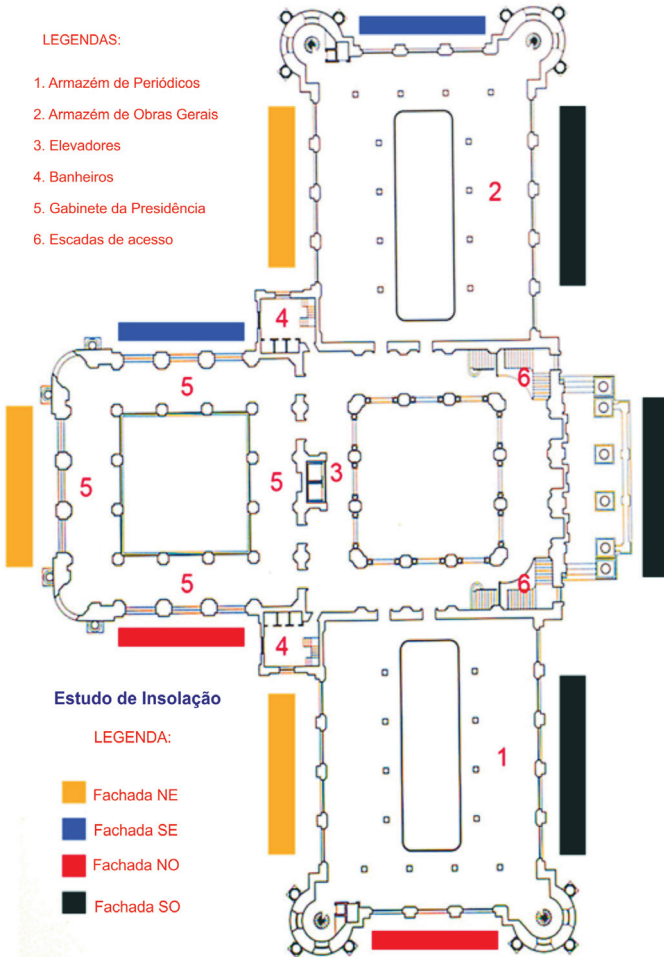 LEGENDAS:
1. Armazém de Periódicos
2. Armazém de Obras Gerais
3. Elevadores
4. Banheiros
5. Gabinete da Presidência
6. Escadas de acesso
2
4
6
5
5
5
3
5
6
4
1
Estudo de Insolação
LEGENDA:
Fachada NE
Fachada SE
Fachada NO
Fachada SO